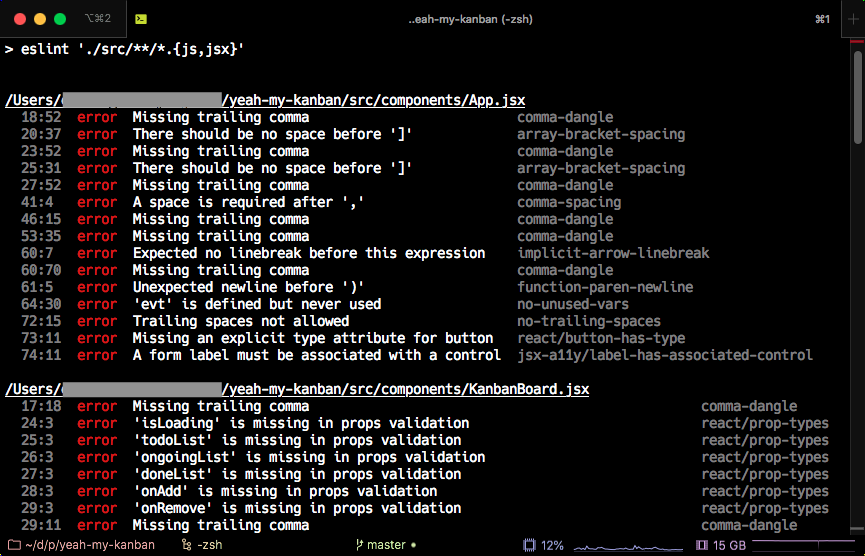 ⌥⌘2 ..eah-my-kanban (-zsh) ⌘1
> eslint './src/**/*.{js,jsx}'
/Users/ /yeah-my-kanban/src/components/App.jsx
18:52 error Missing trailing comma comma-dangle
20:37 error There should be no space before ']' array-bracket-spacing
23:52 error Missing trailing comma comma-dangle
25:31 error There should be no space before ']' array-bracket-spacing
27:52 error Missing trailing comma comma-dangle
41:4 error A space is required after ',' comma-spacing
46:15 error Missing trailing comma comma-dangle
53:35 error Missing trailing comma comma-dangle
60:7 error Expected no linebreak before this expression implicit-arrow-linebreak
60:70 error Missing trailing comma comma-dangle
61:5 error Unexpected newline before ')' function-paren-newline
64:30 error 'evt' is defined but never used no-unused-vars
72:15 error Trailing spaces not allowed no-trailing-spaces
73:11 error Missing an explicit type attribute for button react/button-has-type
74:11 error A form label must be associated with a control jsx-a11y/label-has-associated-control
/Users/ /yeah-my-kanban/src/components/KanbanBoard.jsx
17:18 error Missing trailing comma comma-dangle
24:3 error 'isLoading' is missing in props validation react/prop-types
25:3 error 'todoList' is missing in props validation react/prop-types
26:3 error 'ongoingList' is missing in props validation react/prop-types
27:3 error 'doneList' is missing in props validation react/prop-types
28:3 error 'onAdd' is missing in props validation react/prop-types
29:3 error 'onRemove' is missing in props validation react/prop-types
29:11 error Missing trailing comma comma-dangle
~/d/p/yeah-my-kanban -zsh master • 12% 15 GB